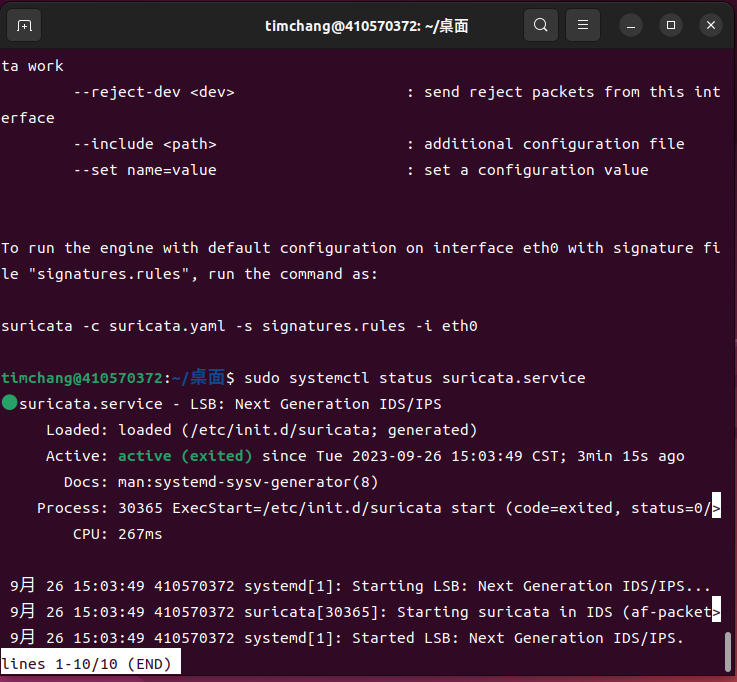 timchang@410570372: ~/桌面
ta work
--reject-dev <dev> : send reject packets from this int
erface
--include <path> : additional configuration file
--set name=value : set a configuration value
To run the engine with default configuration on interface eth0 with signature fi
le "signatures.rules", run the command as:
suricata -c suricata.yaml -s signatures.rules -i eth0
timchang@410570372:~/桌面$ sudo systemctl status suricata.service
●suricata.service - LSB: Next Generation IDS/IPS
Loaded: loaded (/etc/init.d/suricata; generated)
Active: active (exited) since Tue 2023-09-26 15:03:49 CST; 3min 15s ago
Docs: man:systemd-sysv-generator(8)
Process: 30365 ExecStart=/etc/init.d/suricata start (code=exited, status=0/>
CPU: 267ms
9月 26 15:03:49 410570372 systemd[1]: Starting LSB: Next Generation IDS/IPS...
9月 26 15:03:49 410570372 suricata[30365]: Starting suricata in IDS (af-packet>
9月 26 15:03:49 410570372 systemd[1]: Started LSB: Next Generation IDS/IPS.
lines 1-10/10 (END)